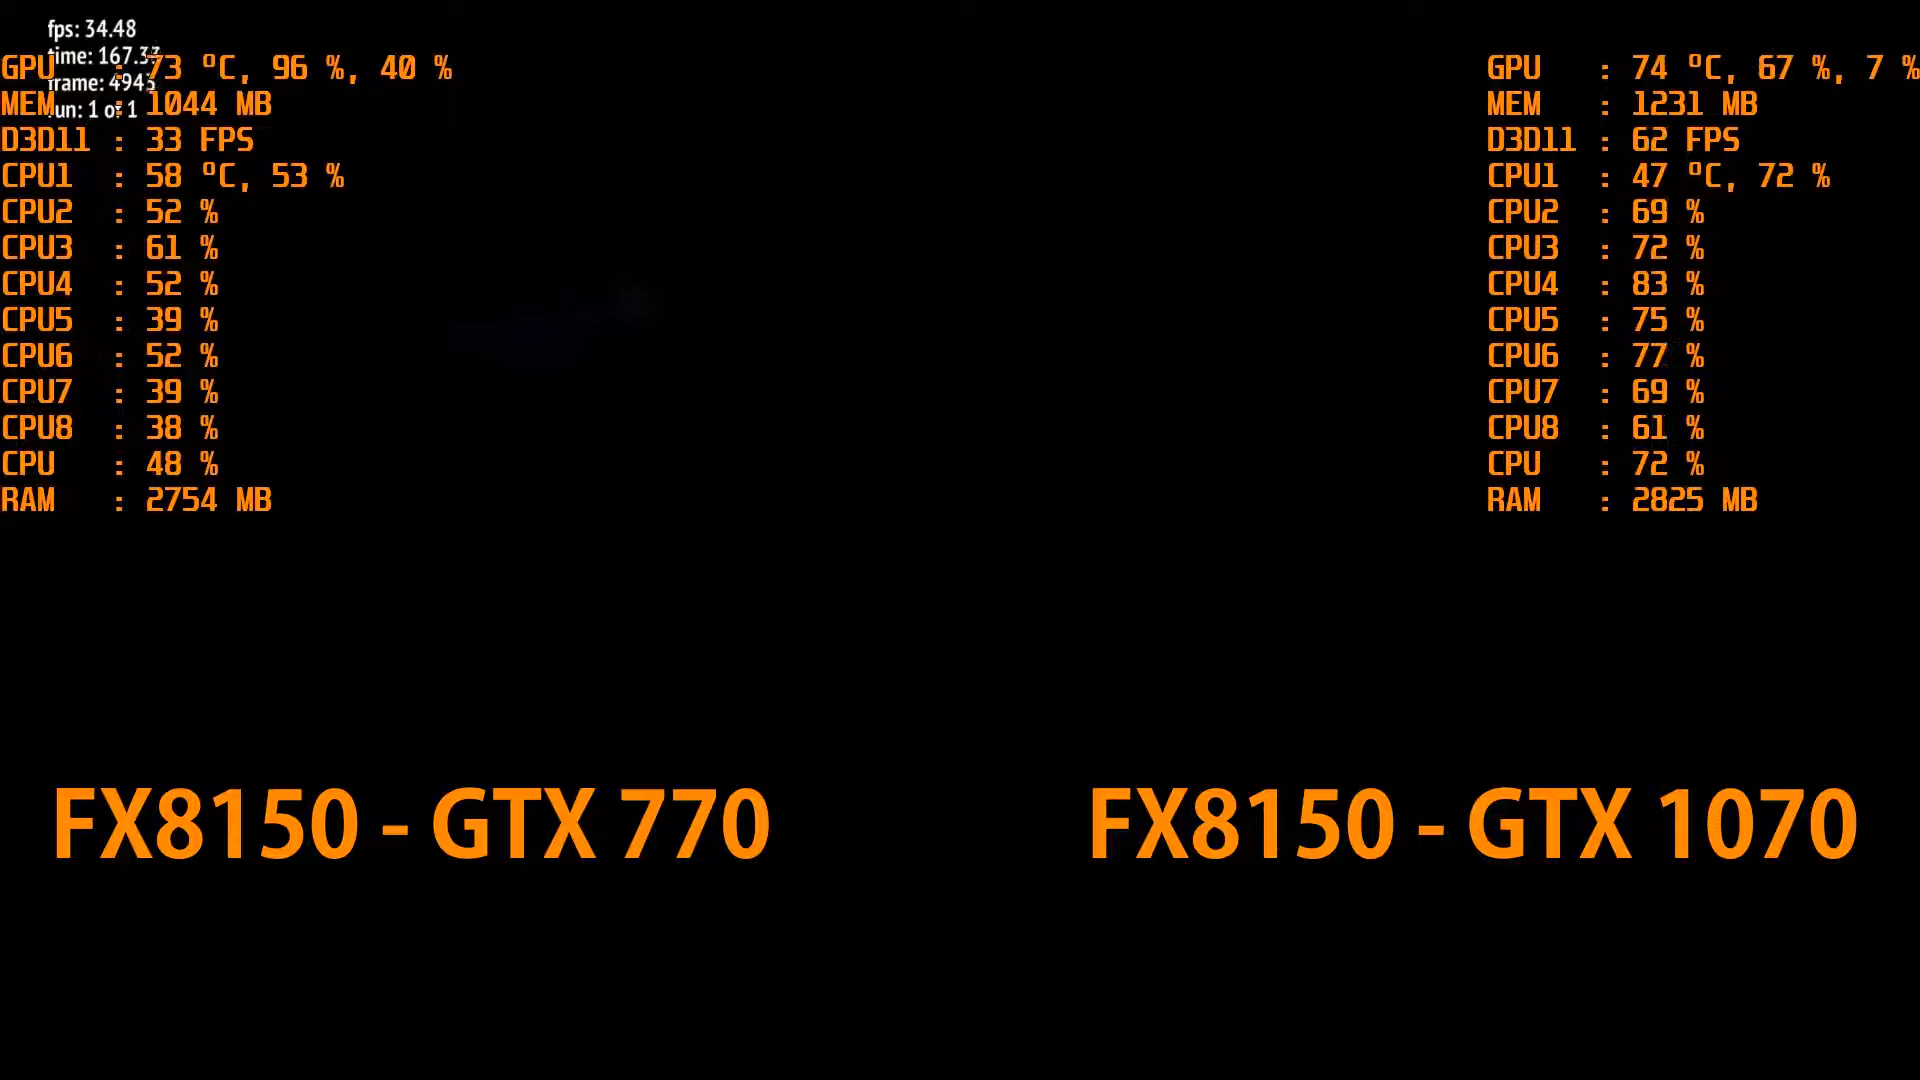 fps: 34.48
time: 167.33
frame: 4943
run: 1 of 1
GPU : 73 °C, 96 %, 40 %
MEM : 1044 MB
D3D11 : 33 FPS
CPU1 : 58 °C, 53 %
CPU2 : 52 %
CPU3 : 61 %
CPU4 : 52 %
CPU5 : 39 %
CPU6 : 52 %
CPU7 : 39 %
CPU8 : 38 %
CPU : 48 %
RAM : 2754 MB
GPU : 74 °C, 67 %, 7 %
MEM : 1231 MB
D3D11 : 62 FPS
CPU1 : 47 °C, 72 %
CPU2 : 69 %
CPU3 : 72 %
CPU4 : 83 %
CPU5 : 75 %
CPU6 : 77 %
CPU7 : 69 %
CPU8 : 61 %
CPU : 72 %
RAM : 2825 MB
FX8150 - GTX 770
FX8150 - GTX 1070